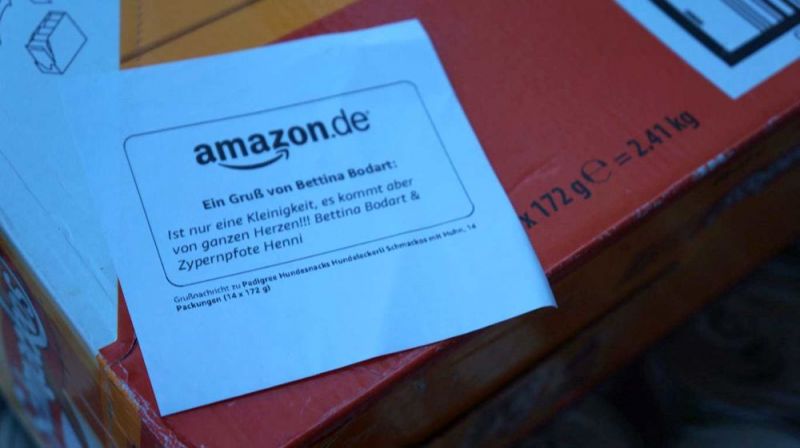 amazon.de
Ein Gruß von Bettina Bodart:
Ist nur eine Kleinigkeit, es kommt aber
von ganzen Herzen!!! Bettina Bodart &
Zypernpfote Henni
Grußnachricht zu Pedigree Hundesnacks Hundeleckerli Schmackos mit Huhn, 14
Packungen (14 x 172 g)
x 172 g ℮ = 2,41 kg